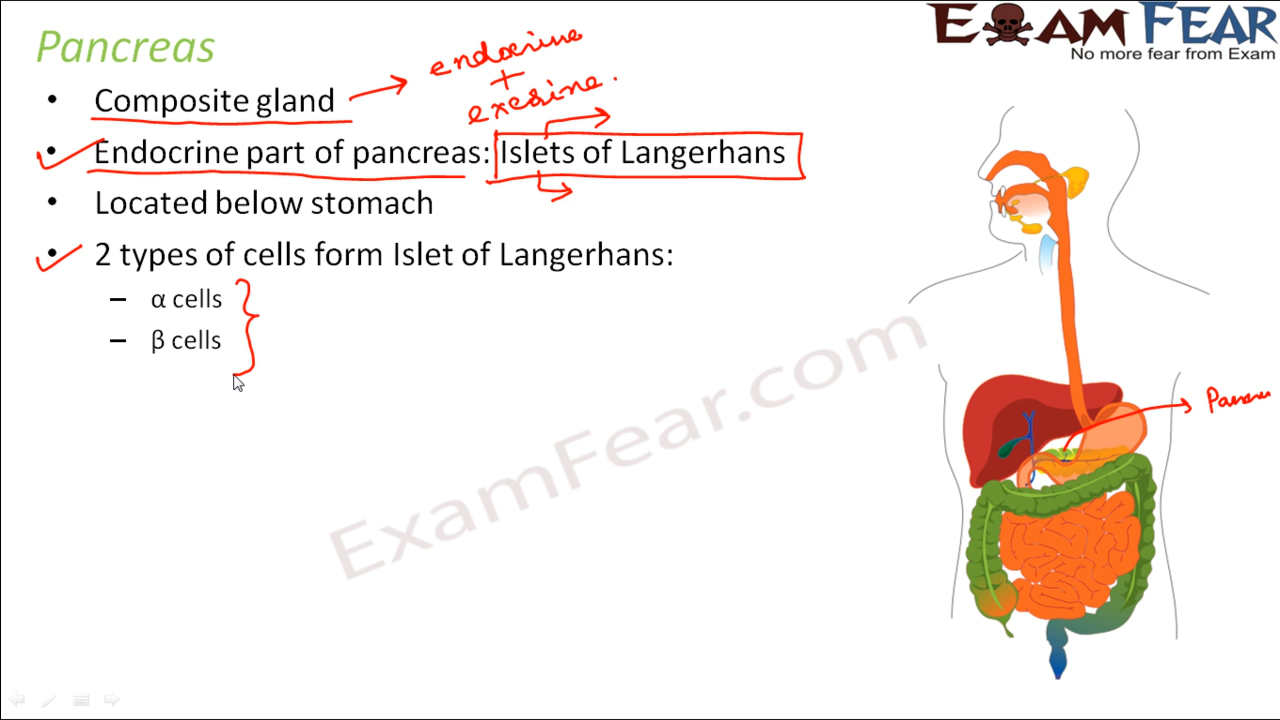 Pancreas
EXAM FEAR
No more fear from Exam
• Composite gland
endocrine
+
exocrine.
• Endocrine part of pancreas: Islets of Langerhans
• Located below stomach
• 2 types of cells form Islet of Langerhans:
– α cells
– β cells
ExamFear.com